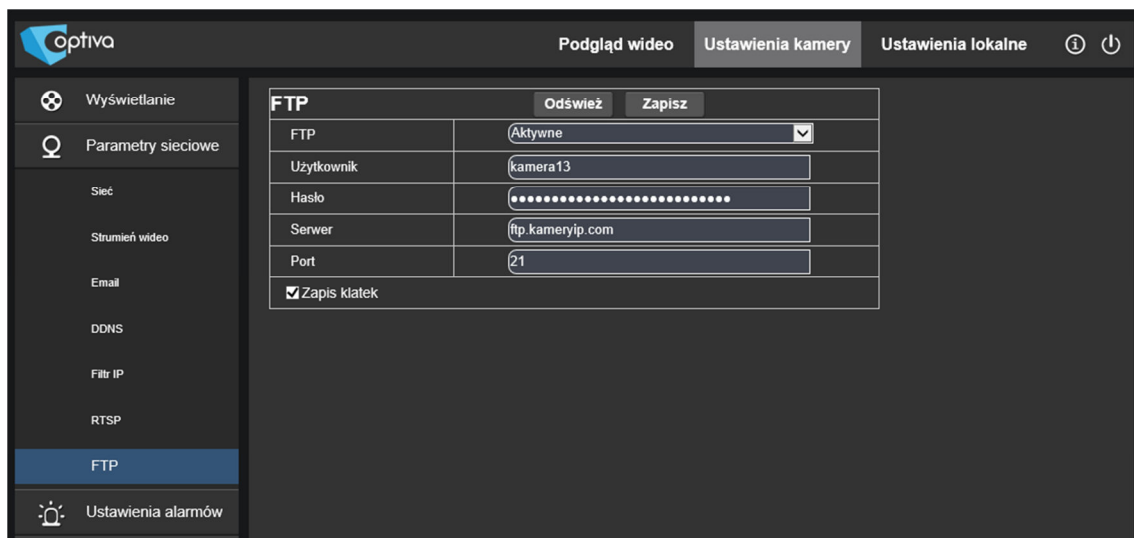 optiva
Podgląd wideo Ustawienia kamery Ustawienia lokalne
Wyświetlanie
Parametry sieciowe
Sieć
Strumień wideo
Email
DDNS
Filtr IP
RTSP
FTP
Ustawienia alarmów
FTP Odśwież Zapisz
FTP Aktywne
Użytkownik kamera13
Hasło •••••••••••••••••••••••••••
Serwer ftp.kameryip.com
Port 21
Zapis klatek